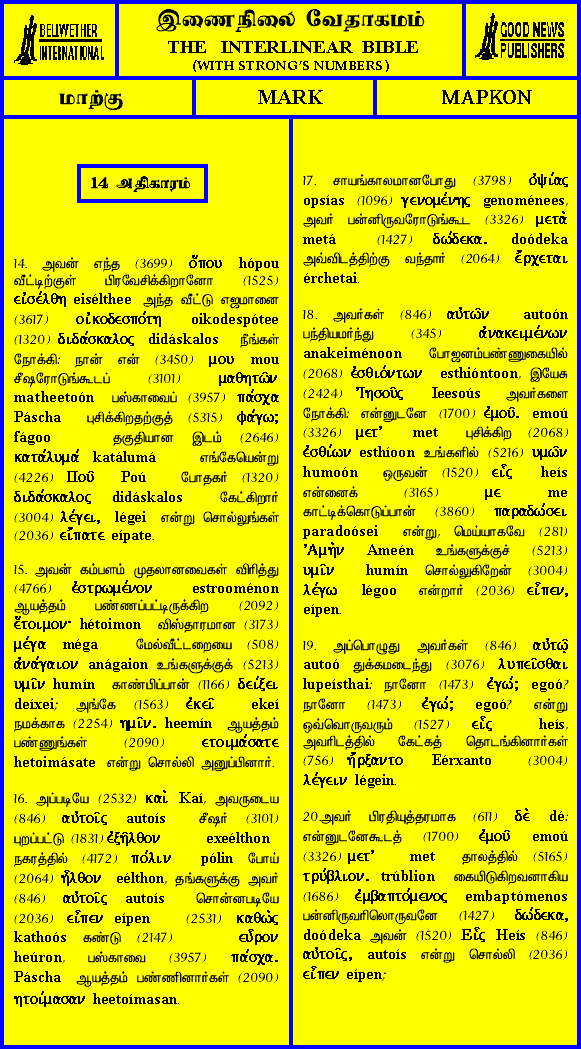 BELLWETHER
INTERNATIONAL
இணைநிலை வேதாகமம்
THE INTERLINEAR BIBLE
(WITH STRONG'S NUMBERS)
GOOD NEWS
PUBLISHERS
மாற்கு
MARK
ΜΑΡΚΟΝ
14 அதிகாரம்
14. அவன் எந்த (3699) ὅπου hópou
வீட்டிற்குள் பிரவேசிக்கிறானோ (1525)
εἰσέλθη eisélthee அந்த வீட்டு எஜமானை
(3617) οἰκοδεσπότη oikodespótee
(1320) διδάσκαλος didáskalos நீங்கள்
நோக்கி: நான் என் (3450) μου mou
சீஷரோடுங்கூடப் (3101) μαθητῶν
matheetoón பஸ்காவைப் (3957) πάσχα
Páscha புசிக்கிறதற்குத் (5315) φάγω;
fágoo தகுதியான இடம் (2646)
κατάλυμά katálumá எங்கேயென்று
(4226) Ποῦ Poú போதகர் (1320)
διδάσκαλος didáskalos கேட்கிறார்
(3004) λέγει, légei என்று சொல்லுங்கள்
(2036) εἴπατε eípate.
15. அவன் கம்பளம் முதலானவைகள் விரித்து
(4766) ἐστρωμένον estrooménon
ஆயத்தம் பண்ணப்பட்டிருக்கிற (2092)
ἕτοιμον· hétoimon விஸ்தாரமான (3173)
μέγα méga மேல்வீட்டறையை (508)
ἀνάγαιον anágaion உங்களுக்குக் (5213)
υμῖν humín காண்பிப்பான் (1166) δείξει
deíxei; அங்கே (1563) ἐκεῖ ekeí
நமக்காக (2254) ημῖν. heemín ஆயத்தம்
பண்ணுங்கள் (2090) ετοιμάσατε
hetoimásate என்று சொல்லி அனுப்பினார்.
16. அப்படியே (2532) καὶ Kaí, அவருடைய
(846) αὐτοῖς autoís சீஷர் (3101)
புறப்பட்டு (1831) ἐξῆλθον exeélthon
நகரத்தில் (4172) πόλιν pólin போய்
(2064) ἦλθον eélthon, தங்களுக்கு அவர்
(846) αὐτοῖς autoís சொன்னபடியே
(2036) εἶπεν eípen (2531) καθὼς
kathoós கண்டு (2147) εὗρον
heúron, பஸ்காவை (3957) πάσχα.
Páscha ஆயத்தம் பண்ணினார்கள் (2090)
ητοίμασαν heetoímasan.
17. சாயங்காலமானபோது (3798) ὀψίας
opsías (1096) γενομένης genoménees,
அவர் பன்னிருவரோடுங்கூட (3326) μετὰ
metá (1427) δώδεκα. doódeka
அவ்விடத்திற்கு வந்தார் (2064) ἔρχεται
érchetai.
18. அவர்கள் (846) αὐτῶν autoón
பந்தியமர்ந்து (345) ἀνακειμένων
anakeiménoon போஜனம்பண்ணுகையில்
(2068) ἐσθιόντων esthióntoon, இயேசு
(2424) Ἰησοῦς Ieesoús அவர்களை
நோக்கி: என்னுடனே (1700) ἐμοῦ. emoú
(3326) μετ' met புசிக்கிற (2068)
ἐσθίων esthíoon உங்களில் (5216) υμῶν
humoón ஒருவன் (1520) εἷς heís
என்னைக் (3165) με me
காட்டிக்கொடுப்பான் (3860) παραδώσει
paradoósei என்று, மெய்யாகவே (281)
Ἀμὴν Ameén உங்களுக்குச் (5213)
υμῖν humín சொல்லுகிறேன் (3004)
λέγω légoo என்றார் (2036) εἶπεν,
eípen.
19. அப்பொழுது அவர்கள் (846) αὐτῷ
autoó துக்கமடைந்து (3076) λυπεῖσθαι
lupeísthai: நானோ (1473) ἐγώ; egoó?
நானோ (1473) ἐγώ; egoó? என்று
ஒவ்வொருவரும் (1527) εἷς heís,
அவரிடத்தில் கேட்கத் தொடங்கினார்கள்
(756) ἤρξαντο Eérxanto (3004)
λέγειν légein.
20.அவர் பிரதியுத்தரமாக (611) δὲ dé:
என்னுடனேகூடத் (1700) ἐμοῦ emoú
(3326) μετ' met தாலத்தில் (5165)
τρύβλιον. trúblion கையிடுகிறவனாகிய
(1686) ἐμβαπτόμενος embaptómenos
பன்னிருவரிலொருவனே (1427) δώδεκα,
doódeka அவன் (1520) Εἷς Heís (846)
αὐτοῖς, autoís என்று சொல்லி (2036)
εἶπεν eípen;